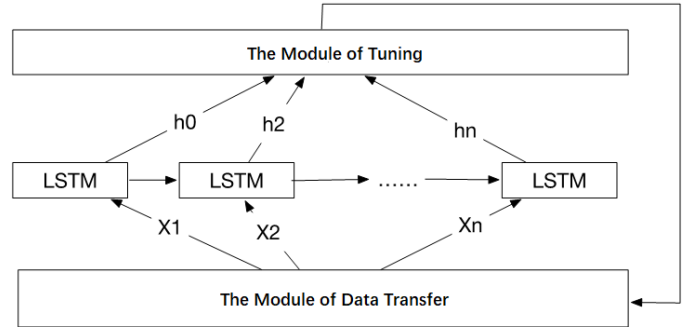 The Module of Tuning
h0
h2
hn
LSTM
LSTM
......
LSTM
X1
X2
Xn
The Module of Data Transfer